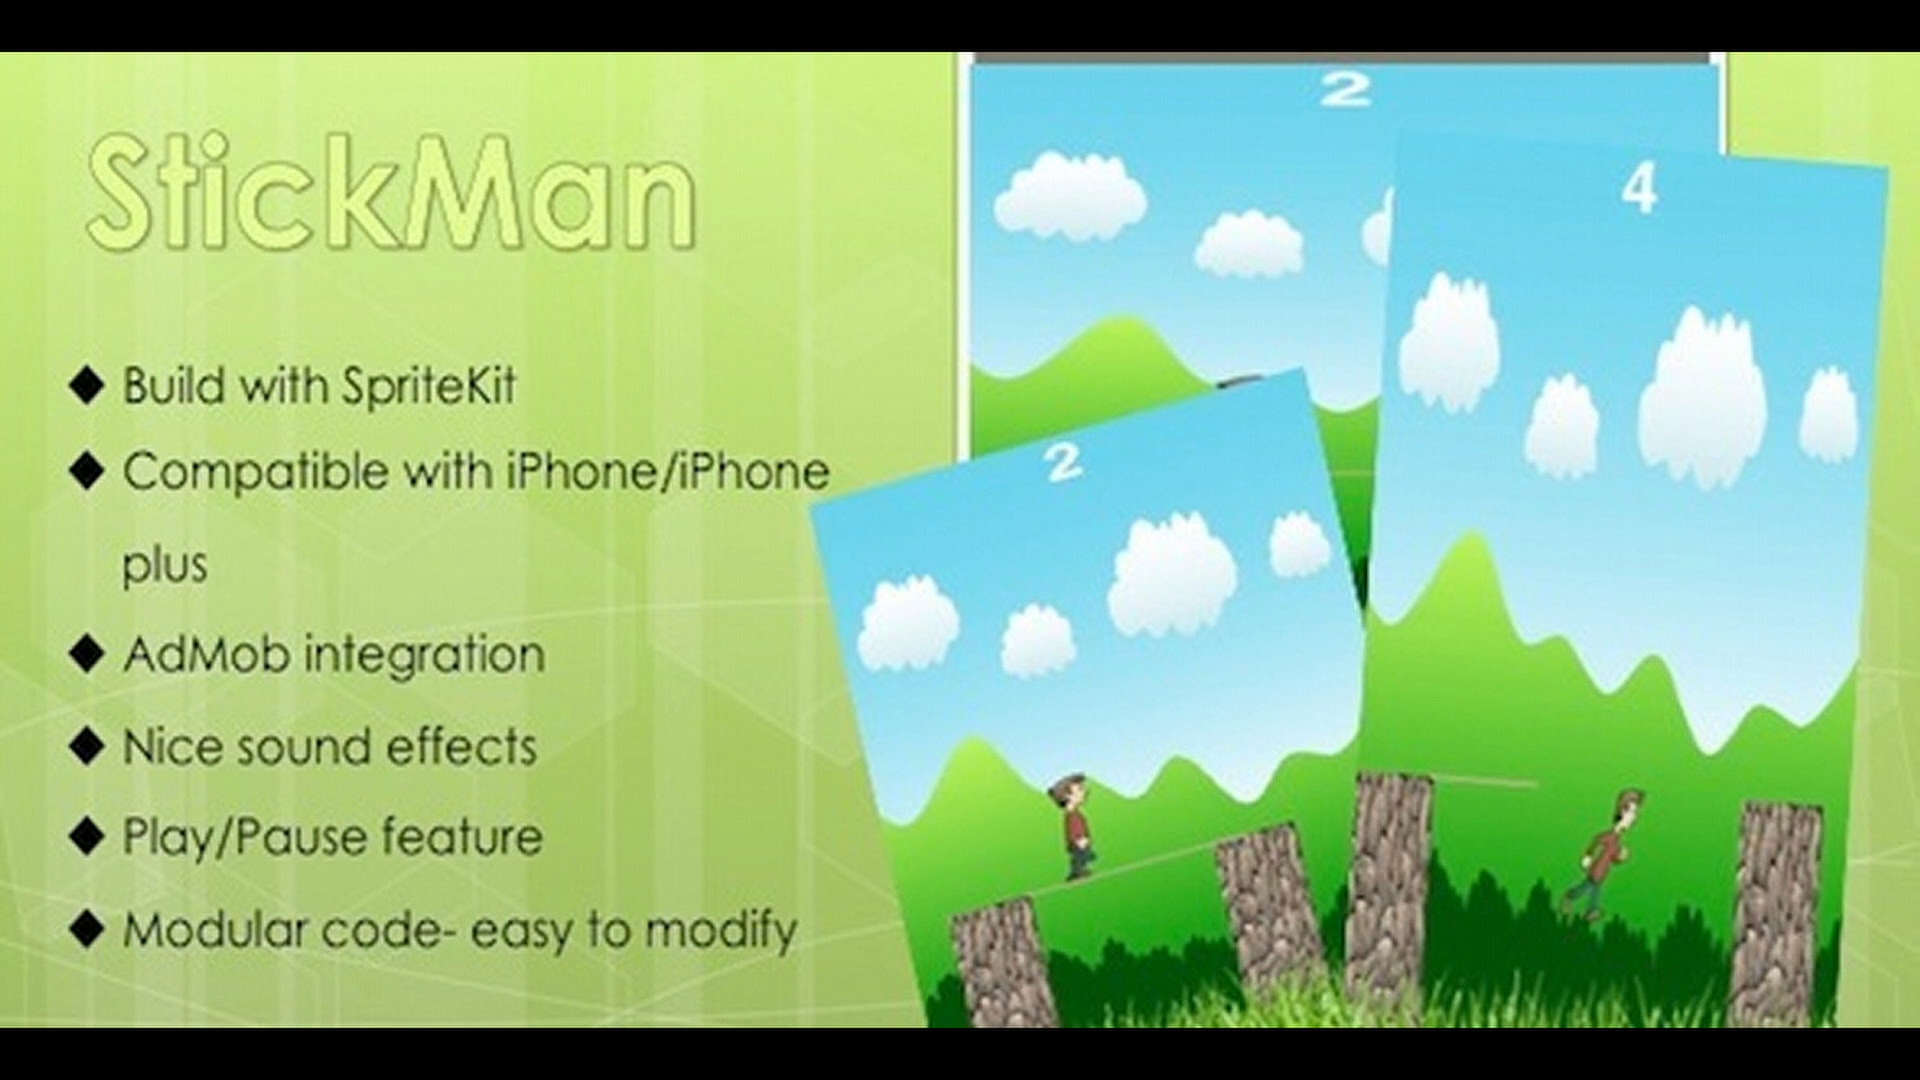 StickMan
◆ Build with SpriteKit
◆ Compatible with iPhone/iPhone
plus
◆ AdMob integration
◆ Nice sound effects
◆ Play/Pause feature
◆ Modular code- easy to modify
2
4
2